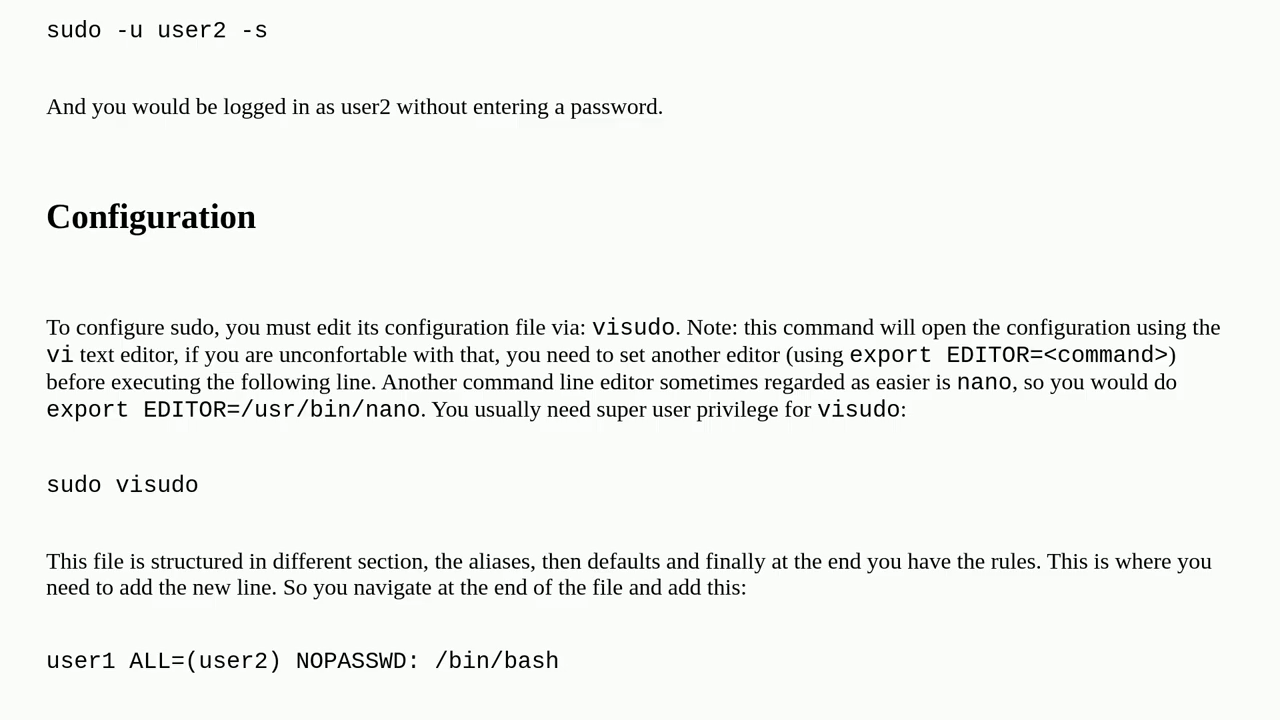 sudo -u user2 -s
And you would be logged in as user2 without entering a password.
Configuration
To configure sudo, you must edit its configuration file via: visudo. Note: this command will open the configuration using the
vi text editor, if you are unconfortable with that, you need to set another editor (using export EDITOR=<command>)
before executing the following line. Another command line editor sometimes regarded as easier is nano, so you would do
export EDITOR=/usr/bin/nano. You usually need super user privilege for visudo:
sudo visudo
This file is structured in different section, the aliases, then defaults and finally at the end you have the rules. This is where you
need to add the new line. So you navigate at the end of the file and add this:
user1 ALL=(user2) NOPASSWD: /bin/bash